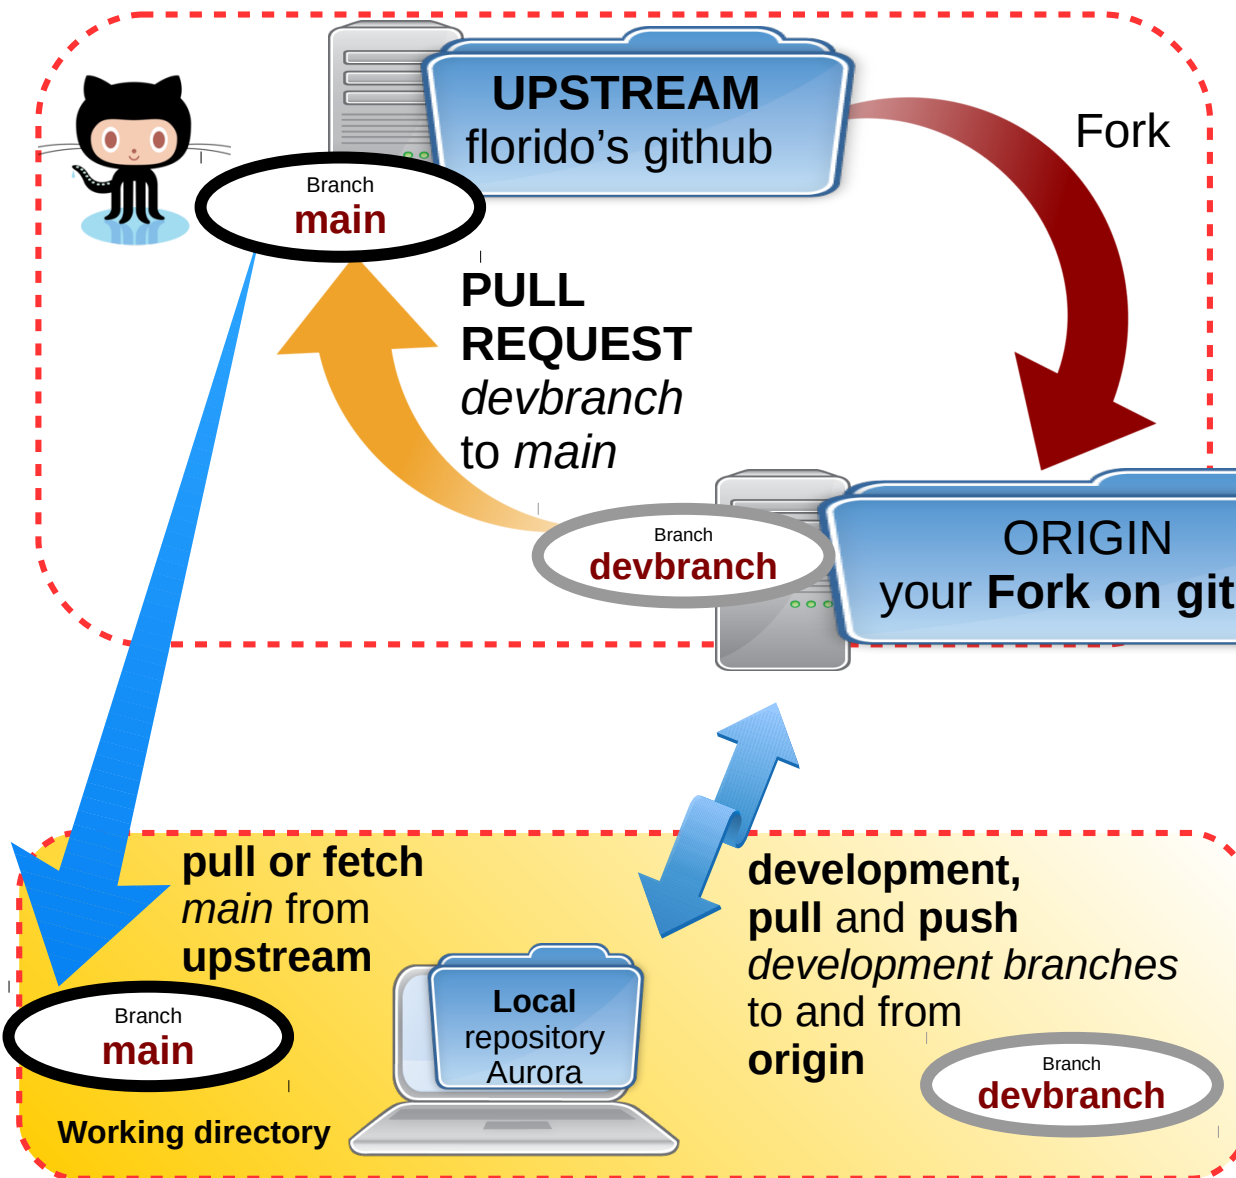 UPSTREAM
florido’s github
Fork
Branch
main
PULL
REQUEST
devbranch
to main
Branch
devbranch
ORIGIN
your Fork on git
pull or fetch
main from
upstream
development,
pull and push
development branches
to and from
origin
Local
repository
Aurora
Branch
main
Branch
devbranch
Working directory